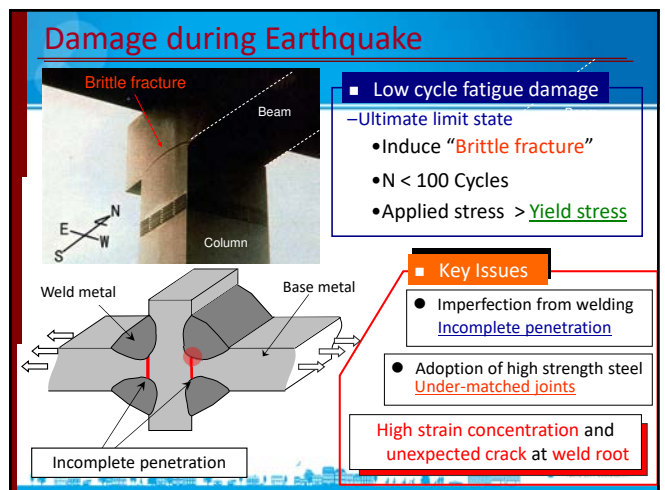 Damage during Earthquake
Brittle fracture
Beam
N
E
W
S
Column
▪ Low cycle fatigue damage
–Ultimate limit state
•Induce “Brittle fracture”
•N < 100 Cycles
•Applied stress > Yield stress
Weld metal
Base metal
Incomplete penetration
▪ Key Issues
● Imperfection from welding
Incomplete penetration
● Adoption of high strength steel
Under-matched joints
High strain concentration and
unexpected crack at weld root